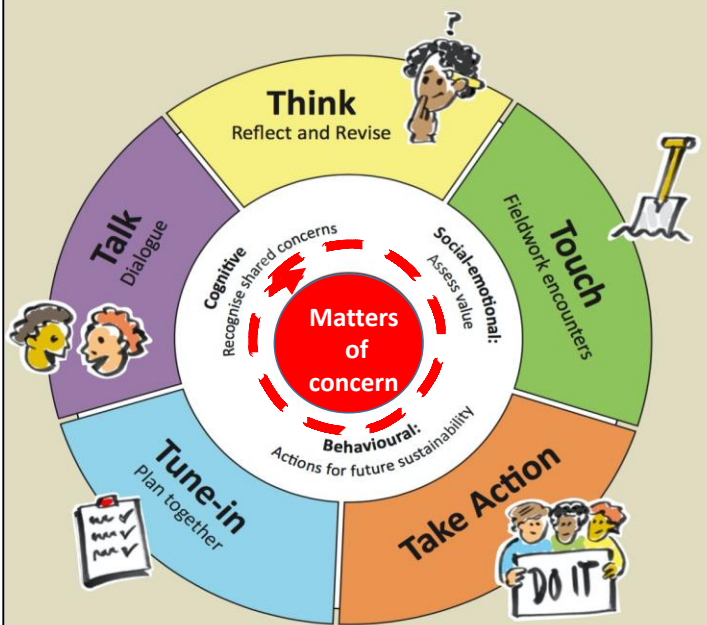 ?
Think
Reflect and Revise
Touch
Fieldwork encounters
Take Action
DO IT
Tune-in
Plan together
Talk
Dialogue
Cognitive
Recognise shared concerns
Social-emotional:
Assess value
Behavioural:
Actions for future sustainability
Matters
of
concern